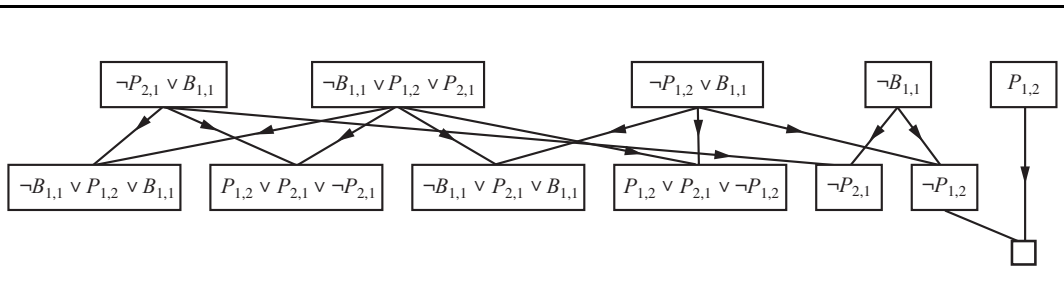 ¬P2,1 ∨ B1,1
¬B1,1 ∨ P1,2 ∨ P2,1
¬P1,2 ∨ B1,1
¬B1,1
P1,2
¬B1,1 ∨ P1,2 ∨ B1,1
P1,2 ∨ P2,1 ∨ ¬P2,1
¬B1,1 ∨ P2,1 ∨ B1,1
P1,2 ∨ P2,1 ∨ ¬P1,2
¬P2,1
¬P1,2